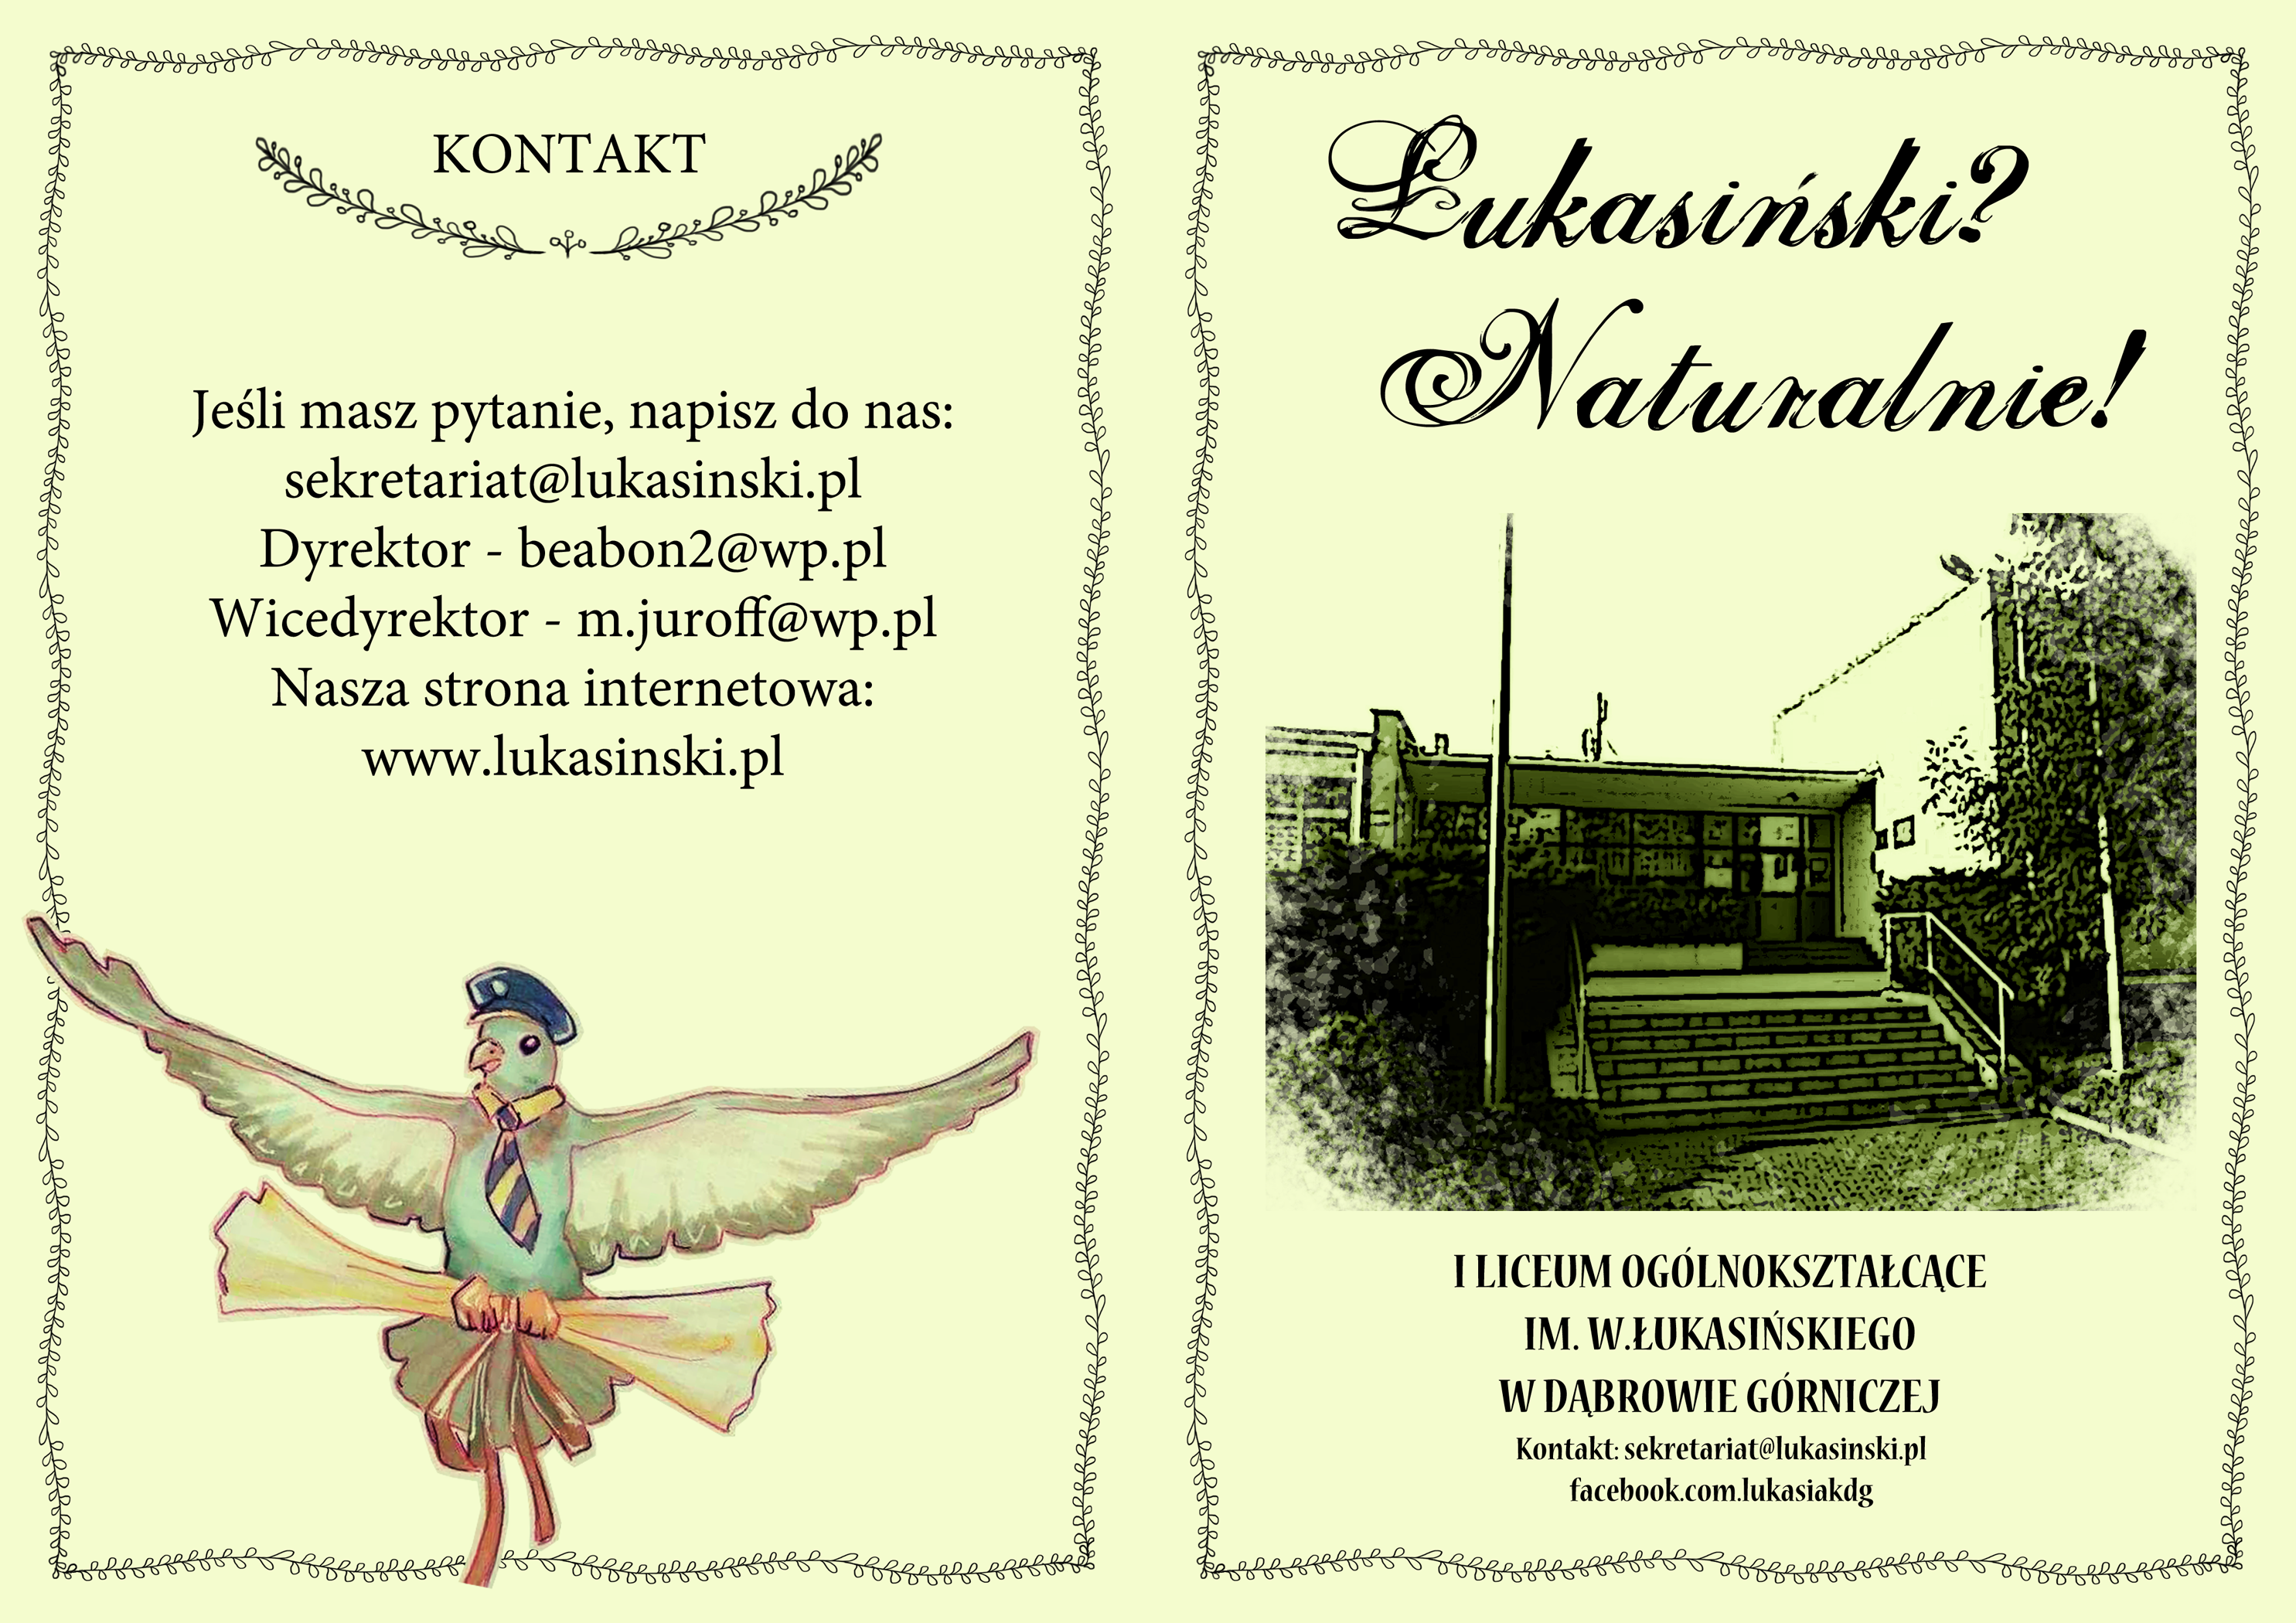 KONTAKT
Jeśli masz pytanie, napisz do nas:
sekretariat@lukasinski.pl
Dyrektor - beabon2@wp.pl
Wicedyrektor - m.juroff@wp.pl
Nasza strona internetowa:
www.lukasinski.pl
Łukasiński?
Naturalnie!
I LICEUM OGÓLNOKSZTAŁCĄCE
IM. W.ŁUKASIŃSKIEGO
W DĄBROWIE GÓRNICZEJ
Kontakt: sekretariat@lukasinski.pl
facebook.com.lukasiakdg